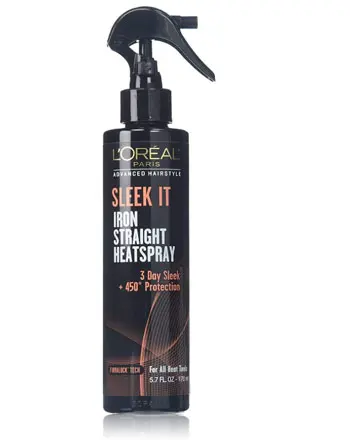 L'ORÉAL
PARIS
ADVANCED HAIRSTYLE
SLEEK IT
IRON
STRAIGHT
HEATSPRAY
3 Day Sleek
+ 450° Protection
TECH
For All Heat Tools
5.7 FL. OZ